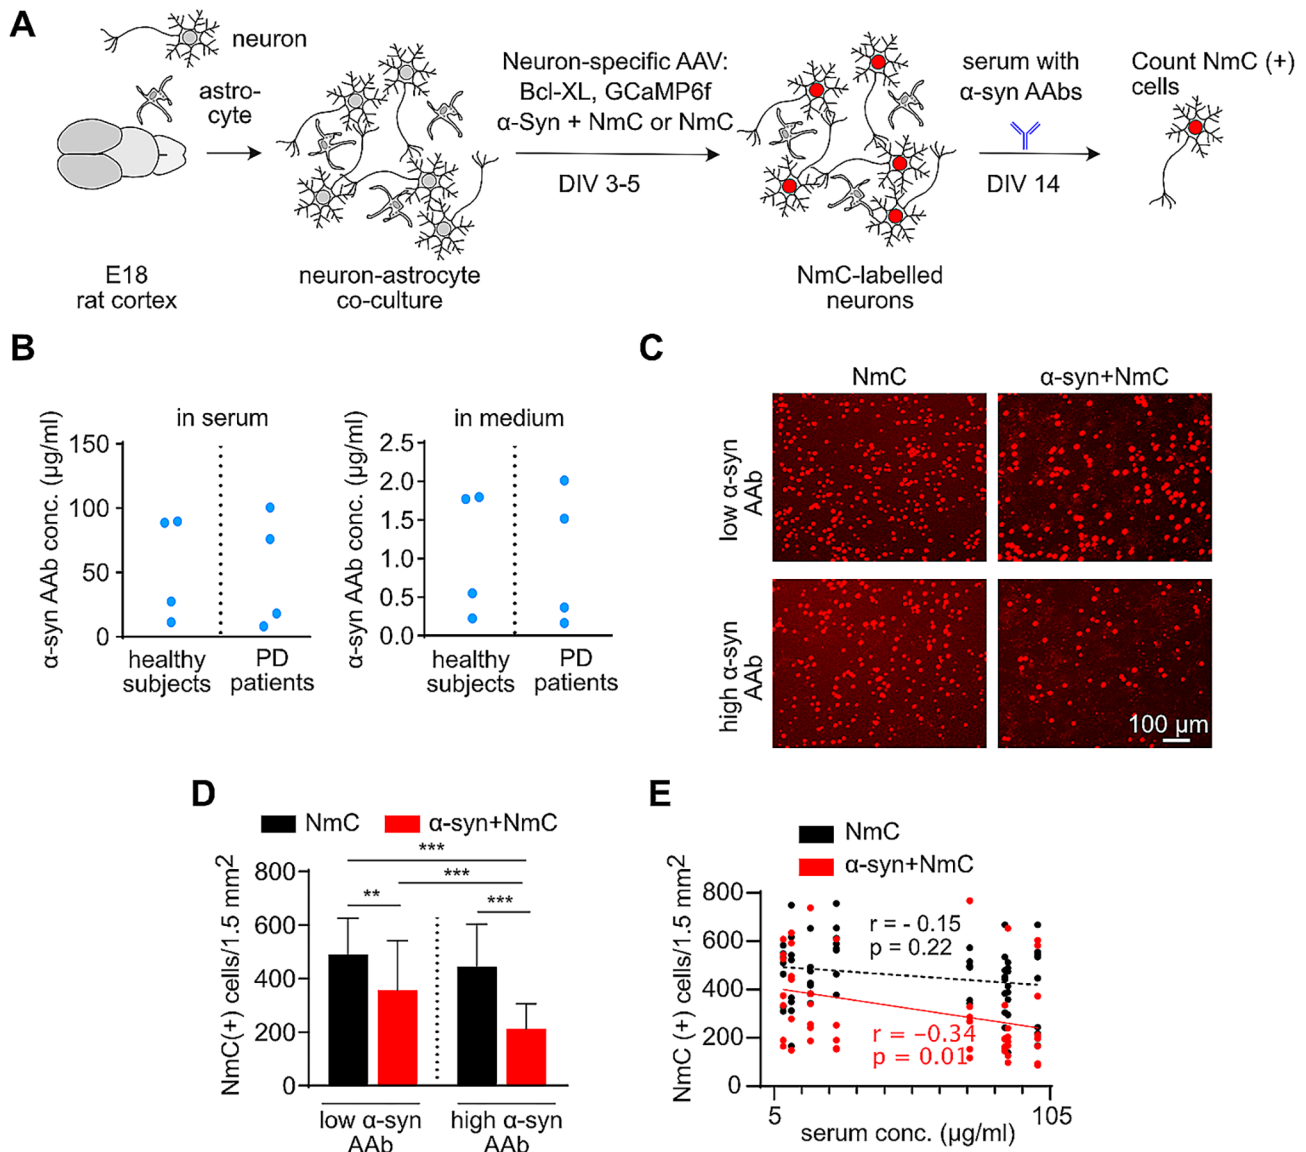 A
neuron
astro-
cyte
E18
rat cortex
neuron-astrocyte
co-culture
Neuron-specific AAV:
Bcl-XL, GCaMP6f
α-Syn + NmC or NmC
DIV 3-5
NmC-labelled
neurons
serum with
α-syn AAbs
DIV 14
Count NmC (+)
cells
B
in serum
α-syn AAb conc. (µg/ml)
150
100
50
0
healthy
subjects
PD
patients
in medium
α-syn AAb conc. (µg/ml)
2.5
2.0
1.5
1.0
0.5
0.0
healthy
subjects
PD
patients
C
NmC
α-syn+NmC
low α-syn
AAb
high α-syn
AAb
100 µm
D
NmC
α-syn+NmC
NmC(+) cells/1.5 mm2
800
600
400
200
0
***
***
**
***
low α-syn
AAb
high α-syn
AAb
E
NmC
α-syn+NmC
NmC (+) cells/1.5 mm2
800
600
400
200
0
r = - 0.15
p = 0.22
r = −0.34
p = 0.01
5
105
serum conc. (µg/ml)